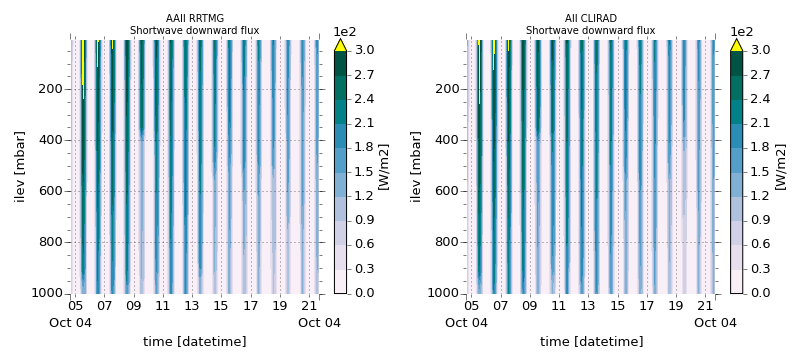 AAll RRTMG
Shortwave downward flux
1e2
3.0
2.7
2.4
2.1
1.8
1.5
1.2
0.9
0.6
0.3
0.0
[W/m2]
200
400
600
800
1000
ilev [mbar]
05 07 09 11 13 15 17 19 21
Oct 04 Oct 04
time [datetime]
All CLIRAD
Shortwave downward flux
1e2
3.0
2.7
2.4
2.1
1.8
1.5
1.2
0.9
0.6
0.3
0.0
[W/m2]
200
400
600
800
1000
ilev [mbar]
05 07 09 11 13 15 17 19 21
Oct 04 Oct 04
time [datetime]